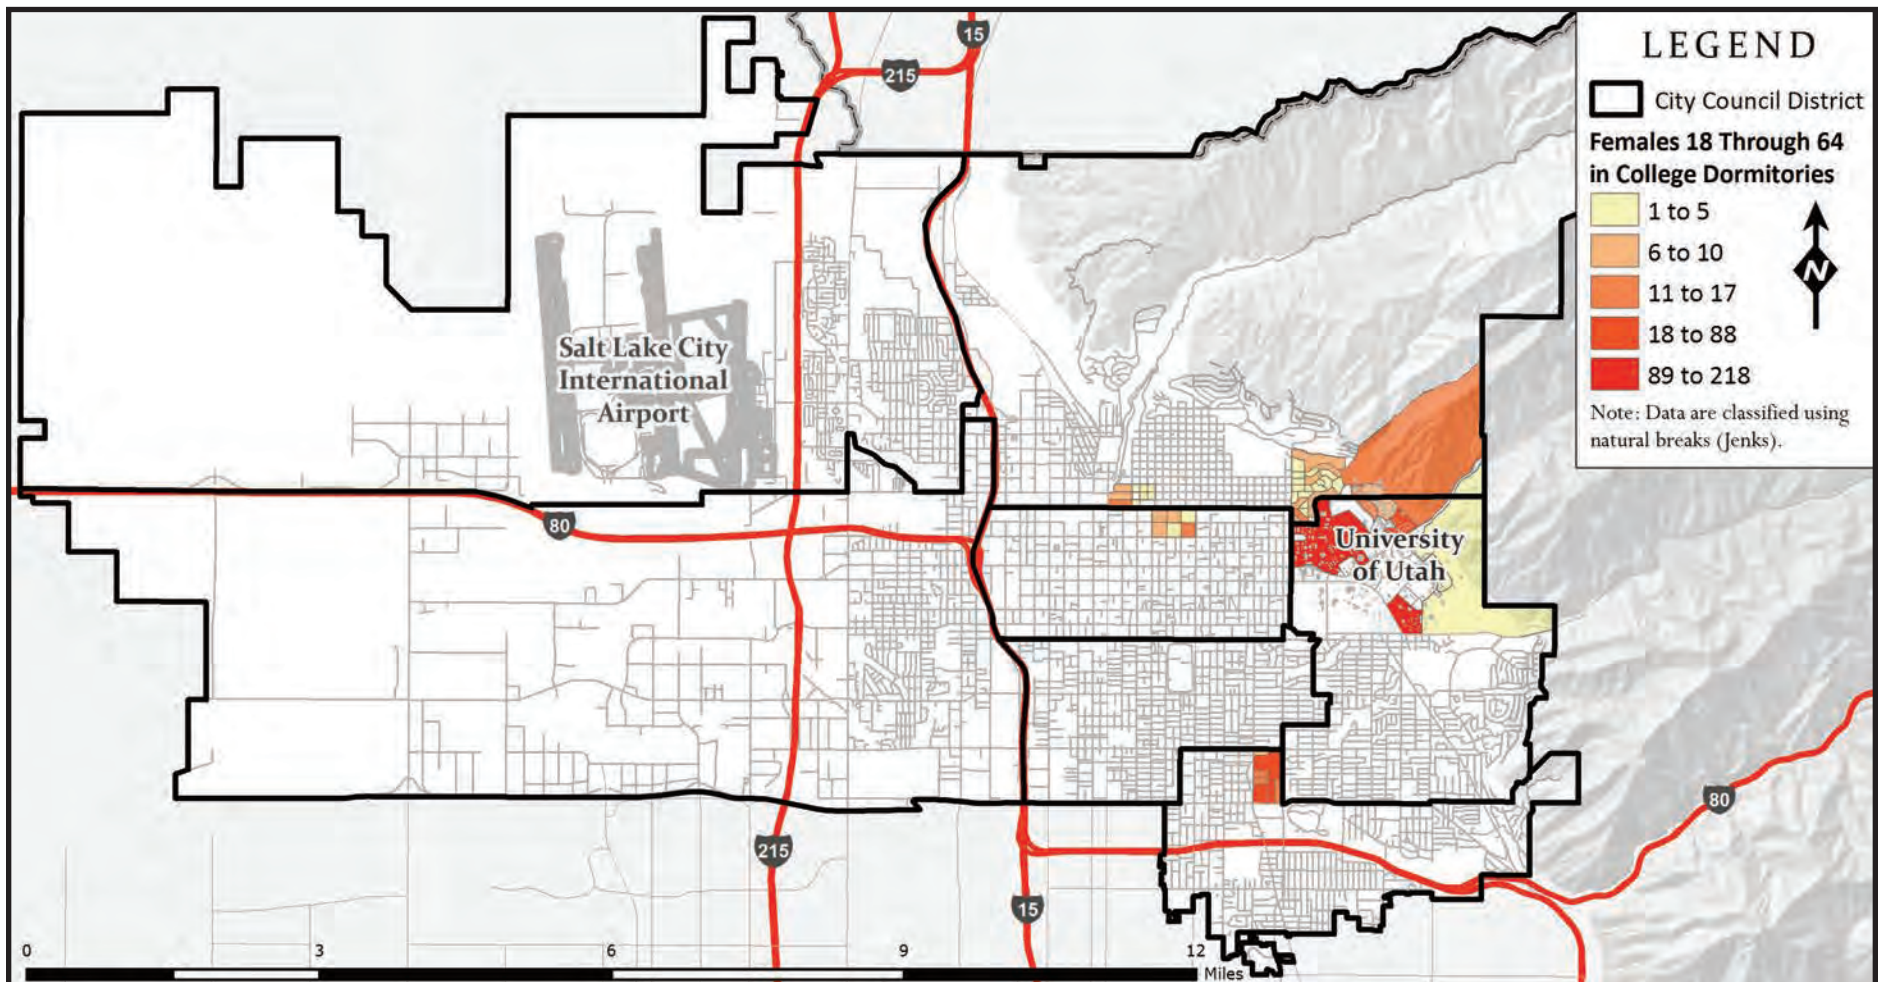 LEGEND
City Council District
Females 18 Through 64
in College Dormitories
1 to 5
6 to 10
11 to 17
18 to 88
89 to 218
Note: Data are classified using
natural breaks (Jenks).
N
15
215
Salt Lake City
International
Airport
80
University
of Utah
80
215
15
0 3 6 9 12
Miles